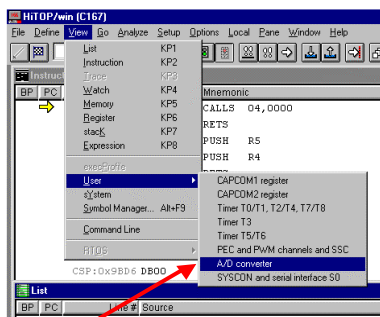 HiTOP/win (C167)
File Define View Go Analyze Setup Options Local Pane Window Help
Instruc
BP PC Mnemonic
List KP1
Instruction KP2
Trace KP3
Watch KP4
Memory KP5
Register KP6
stacK KP7
Expression KP8
execProfile
User
sYstem
Symbol Manager... Alt+F9
Command Line
RTOS
CALLS 04,0000
RETS
PUSH R5
PUSH R4
CAPCOM1 register
CAPCOM2 register
Timer T0/T1, T2/T4, T7/T8
Timer T3
Timer T5/T6
PEC and PWM channels and SSC
A/D converter
SYSCON and serial interface S0
CSP:0x9BD6 DB00
List
BP PC Line # Source